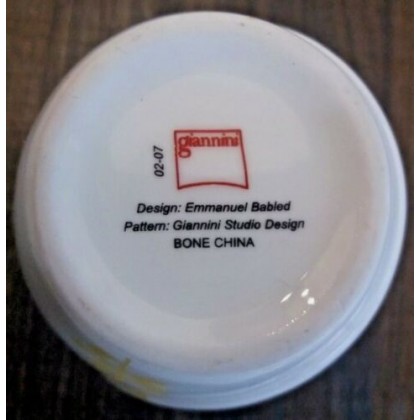 giannini
02-07
Design: Emmanuel Babled
Pattern: Giannini Studio Design
BONE CHINA